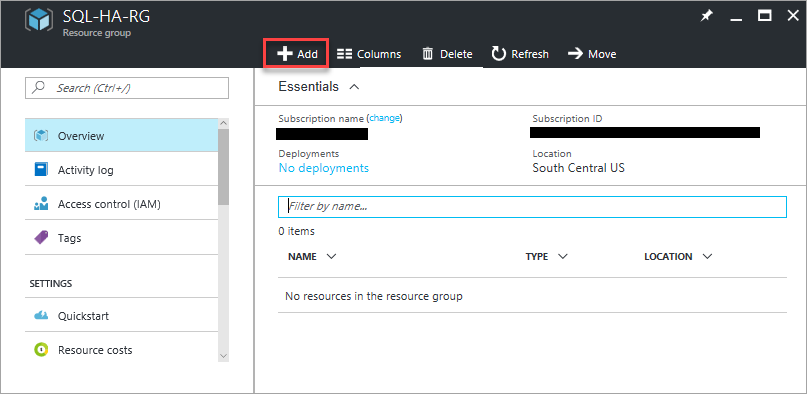 SQL-HA-RG
Resource group
Add
Columns
Delete
Refresh
Move
Search (Ctrl+/)
Overview
Activity log
Access control (IAM)
Tags
SETTINGS
Quickstart
Resource costs
Essentials
Subscription name (change)
Subscription ID
Deployments
Location
No deployments
South Central US
Filter by name...
0 items
NAME
TYPE
LOCATION
No resources in the resource group